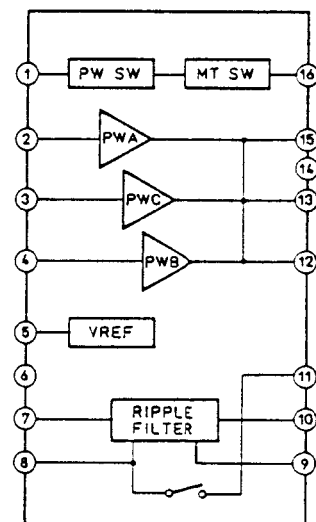 1 PW SW MT SW 16
2 PWA 15
14
3 PWC 13
4 PWB 12
5 VREF
6 11
7 RIPPLE FILTER 10
8 9